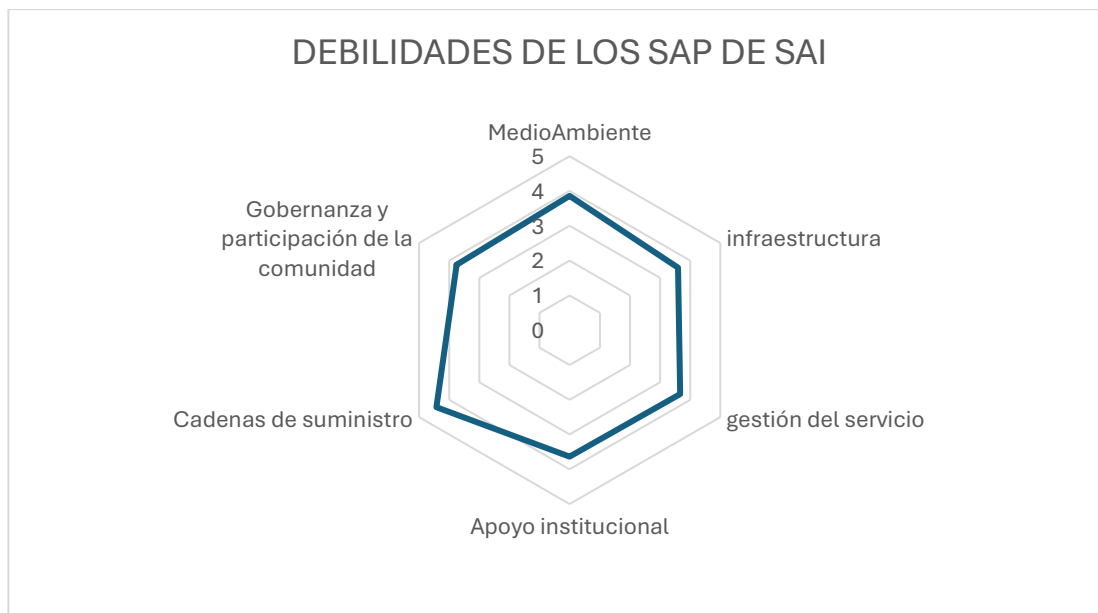 DEBILIDADES DE LOS SAP DE SAI
MedioAmbiente
5
4
3
2
1
0
infraestructura
gestión del servicio
Apoyo institucional
Cadenas de suministro
Gobernanza y
participación de la
comunidad